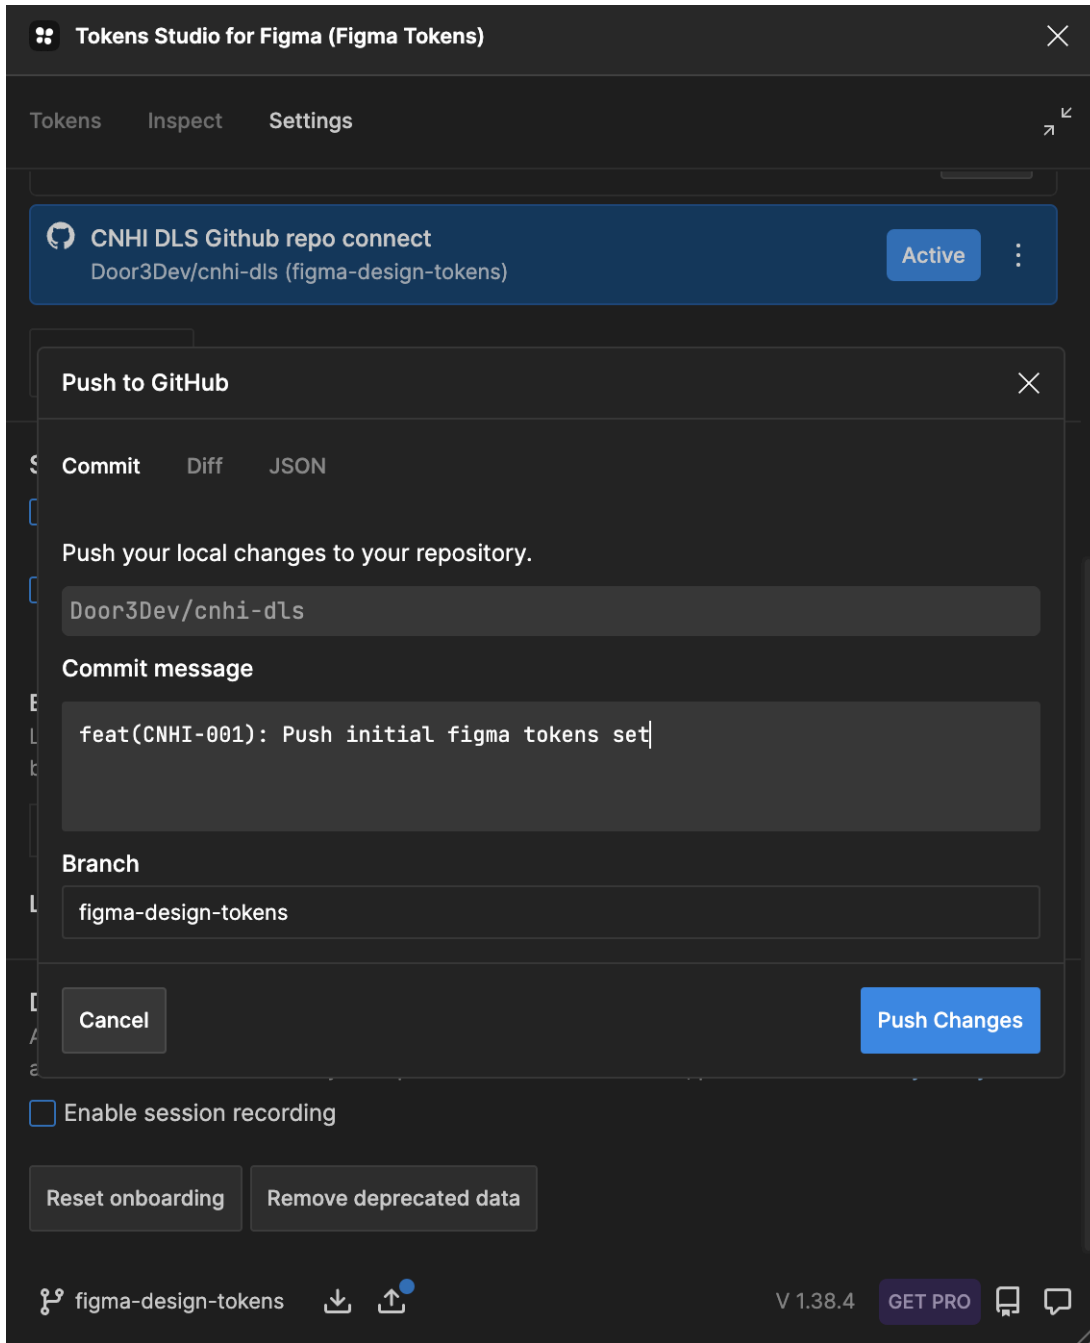 Tokens Studio for Figma (Figma Tokens)
Tokens Inspect Settings
CNHI DLS Github repo connect
Door3Dev/cnhi-dls (figma-design-tokens)
Active
Push to GitHub
Commit Diff JSON
Push your local changes to your repository.
Door3Dev/cnhi-dls
Commit message
feat(CNHI-001): Push initial figma tokens set
Branch
figma-design-tokens
Cancel
Push Changes
Enable session recording
Reset onboarding
Remove deprecated data
figma-design-tokens
V 1.38.4
GET PRO